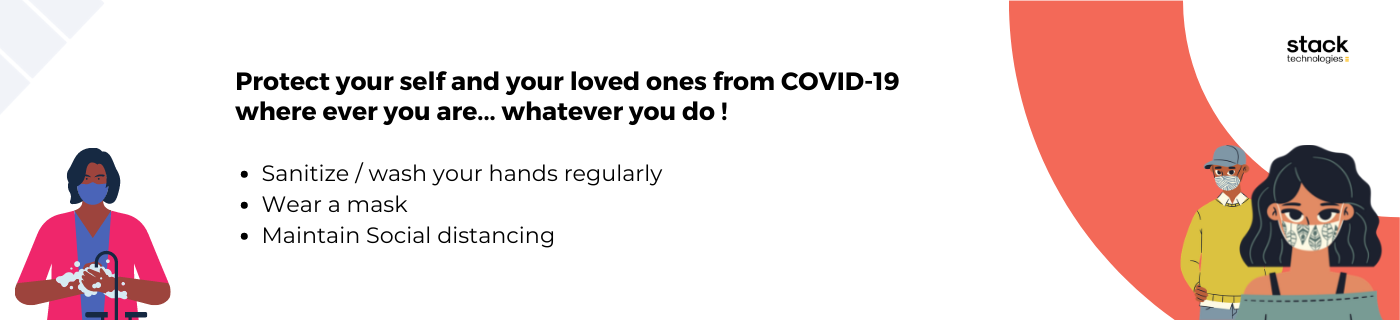 Protect your self and your loved ones from COVID-19
where ever you are... whatever you do !
• Sanitize / wash your hands regularly
• Wear a mask
• Maintain Social distancing
stack
technologies